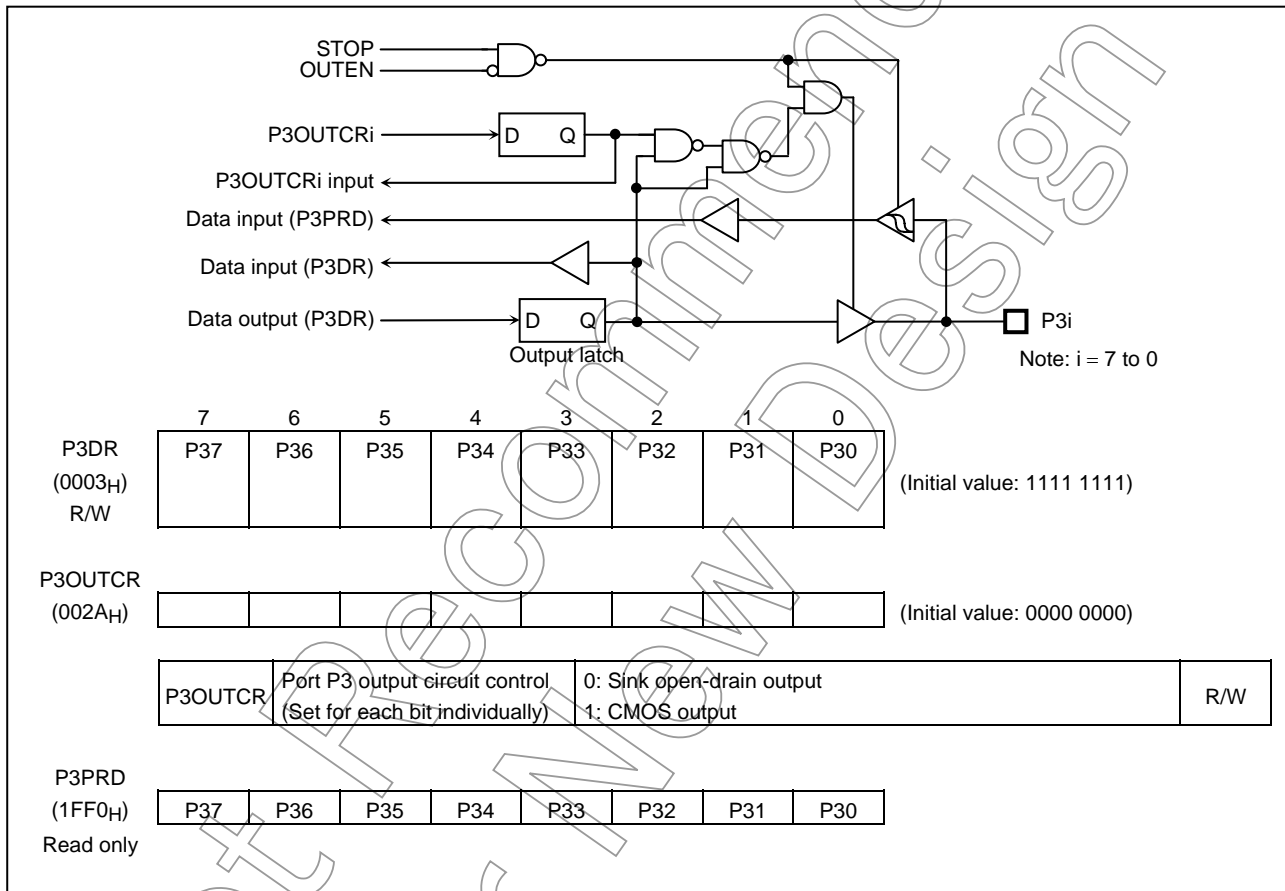 STOP
OUTEN
P3OUTCRi
D Q
P3OUTCRi input
Data input (P3PRD)
Data input (P3DR)
Data output (P3DR)
D Q
Output latch
P3i
Note: i = 7 to 0
7 6 5 4 3 2 1 0
P3DR
(0003H)
R/W
P37 P36 P35 P34 P33 P32 P31 P30
(Initial value: 1111 1111)
P3OUTCR
(002AH)
(Initial value: 0000 0000)
P3OUTCR
Port P3 output circuit control
(Set for each bit individually)
0: Sink open-drain output
1: CMOS output
R/W
P3PRD
(1FF0H)
Read only
P37 P36 P35 P34 P33 P32 P31 P30
Recommen
New Design